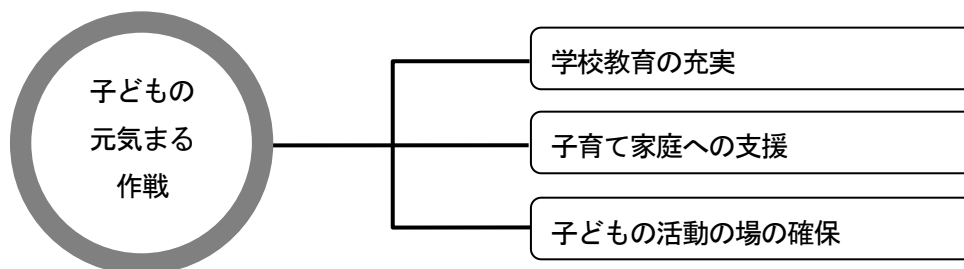 子どもの
元気まる
作戦
学校教育の充実
子育て家庭への支援
子どもの活動の場の確保